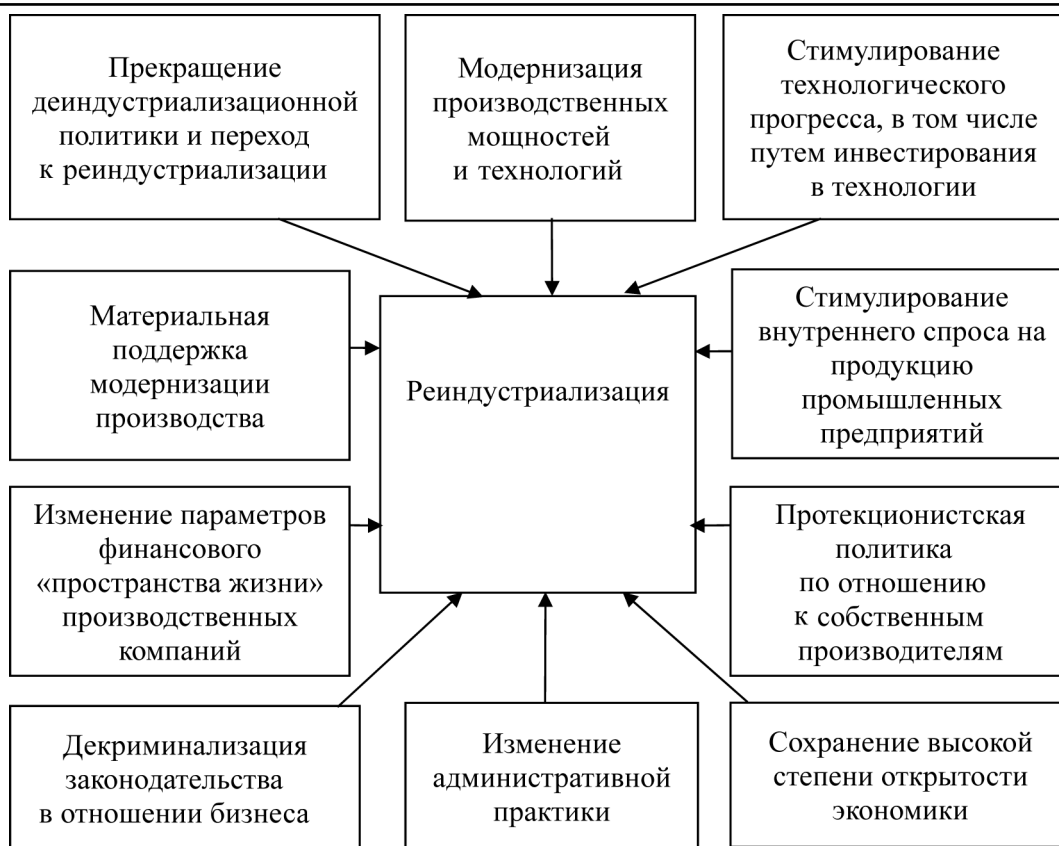 Прекращение
деиндустриализационной
политики и переход
к реиндустриализации
Модернизация
производственных
мощностей
и технологий
Стимулирование
технологического
прогресса, в том числе
путем инвестирования
в технологии
Материальная
поддержка
модернизации
производства
Реиндустриализация
Стимулирование
внутреннего спроса на
продукцию
промышленных
предприятий
Изменение параметров
финансового
«пространства жизни»
производственных
компаний
Протекционистская
политика
по отношению
к собственным
производителям
Декриминализация
законодательства
в отношении бизнеса
Изменение
административной
практики
Сохранение высокой
степени открытости
экономики